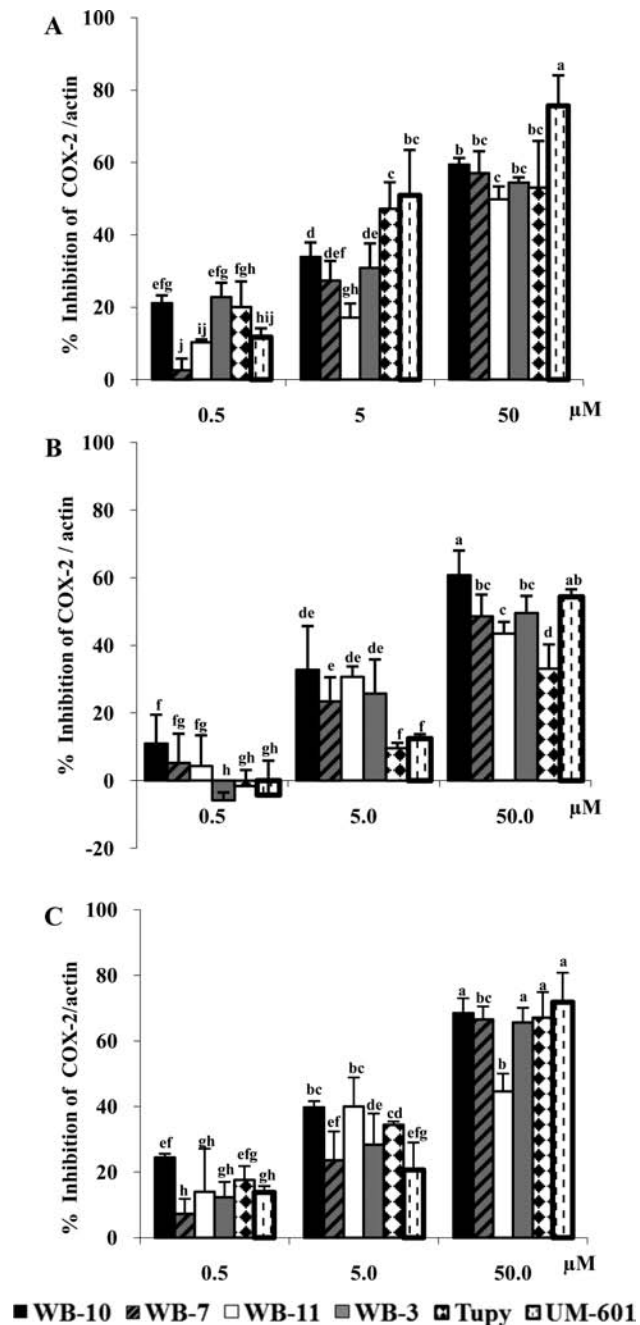 A
% Inhibition of COX-2 /actin
100
80
60
40
20
0
efg j ij efg fgh hij
d def gh de c bc
b bc c bc bc a
0.5 5 50 µM
B
% Inhibition of COX-2 / actin
100
80
60
40
20
0
-20
f fg fg h gh gh
de e de de f f
a bc c bc d ab
0.5 5.0 50.0 µM
C
% Inhibition of COX-2/actin
100
80
60
40
20
0
ef h gh gh efg gh
bc ef bc de cd efg
a bc b a a a
0.5 5.0 50.0 µM
WB-10 WB-7 WB-11 WB-3 Tupy UM-601